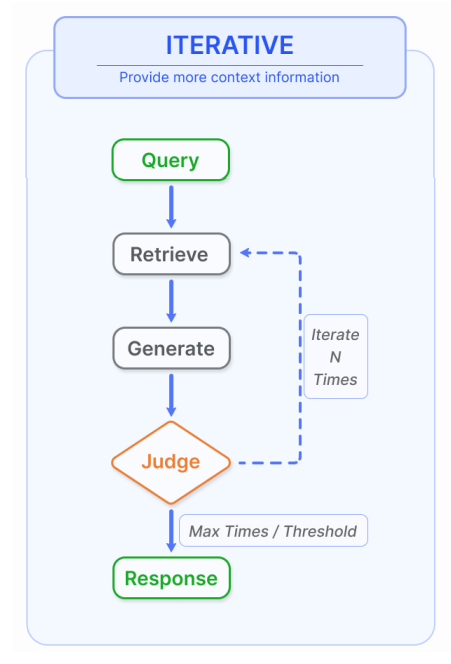 ITERATIVE
Provide more context information
Query
Retrieve
Generate
Iterate
N
Times
Judge
Max Times / Threshold
Response